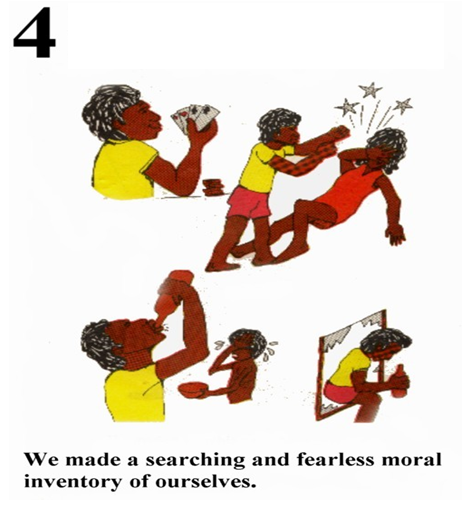 4
We made a searching and fearless moral
inventory of ourselves.